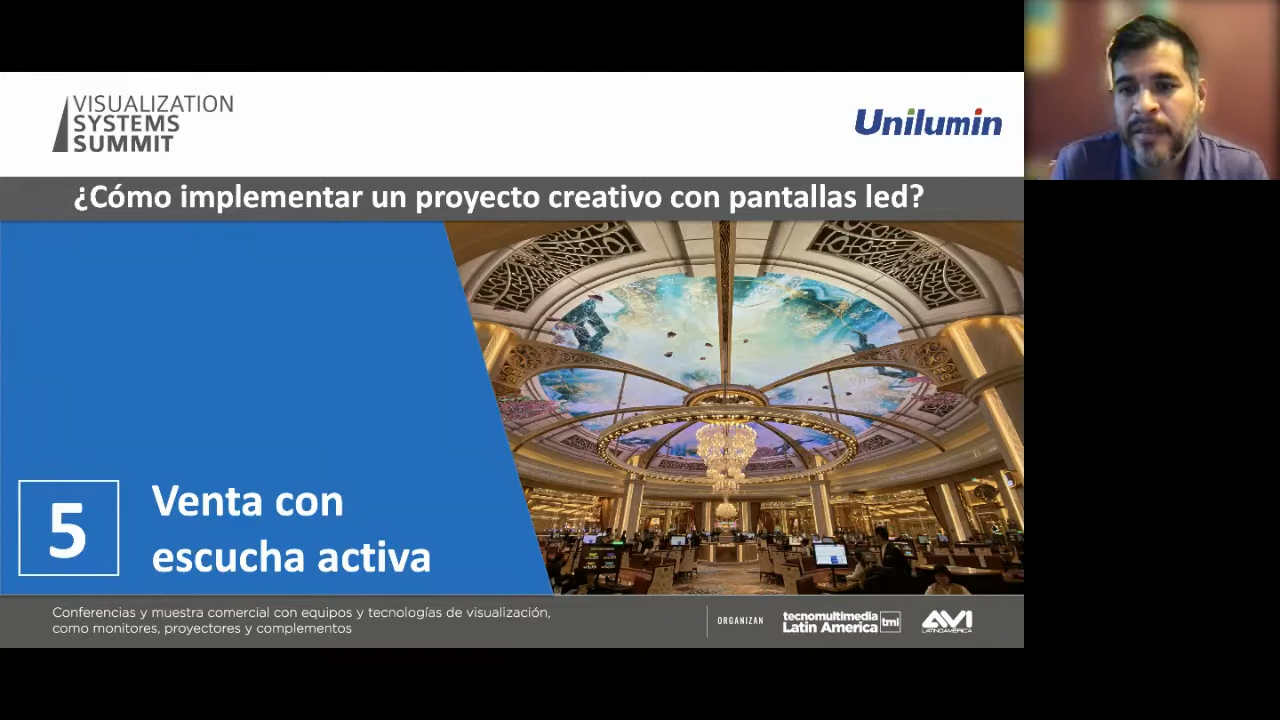 VISUALIZATION
SYSTEMS
SUMMIT
Unilumin
¿Cómo implementar un proyecto creativo con pantallas led?
5
Venta con
escucha activa
Conferencias y muestra comercial con equipos y tecnologías de visualización,
como monitores, proyectores y complementos
ORGANIZAN
tecnomultimedia
Latin America
tmi
AVI
LATINOAMÉRICA